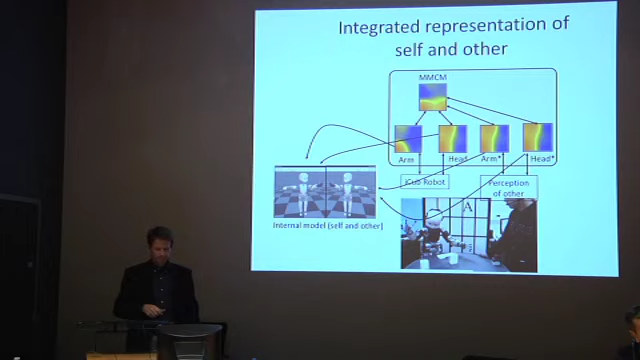 Integrated representation of
self and other
MMCM
Arm
Head
Arm*
Head*
iCub Robot
Perception
of other
Internal model (self and other)
A